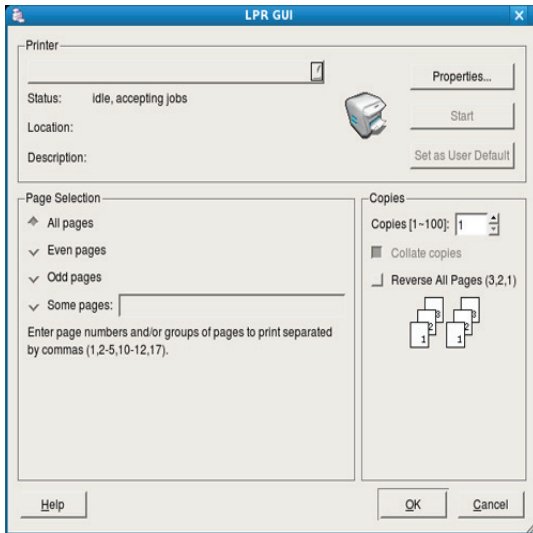 LPR GUI
Printer
Properties...
Status: idle, accepting jobs
Start
Location:
Description:
Set as User Default
Page Selection
All pages
Even pages
Odd pages
Some pages:
Enter page numbers and/or groups of pages to print separated
by commas (1,2-5,10-12,17).
Copies
Copies [1~100]: 1
Collate copies
Reverse All Pages (3,2,1)
3 3
2 2
1 1
Help
OK
Cancel